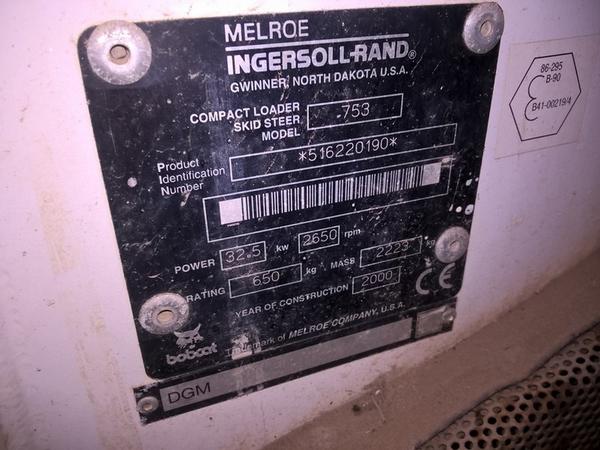 MELROE
INGERSOLL-RAND®
GWINNER, NORTH DAKOTA U.S.A.
COMPACT LOADER
SKID STEER
MODEL 753
Product
Identification
Number *516220190*
POWER 32.5 kw 2650 rpm
RATING 650 kg MASS 2223 kg
YEAR OF CONSTRUCTION 2000 CE
bobcat Trademark of MELROE COMPANY, U.S.A.
DGM
86-295
B-90
B41-00219/4